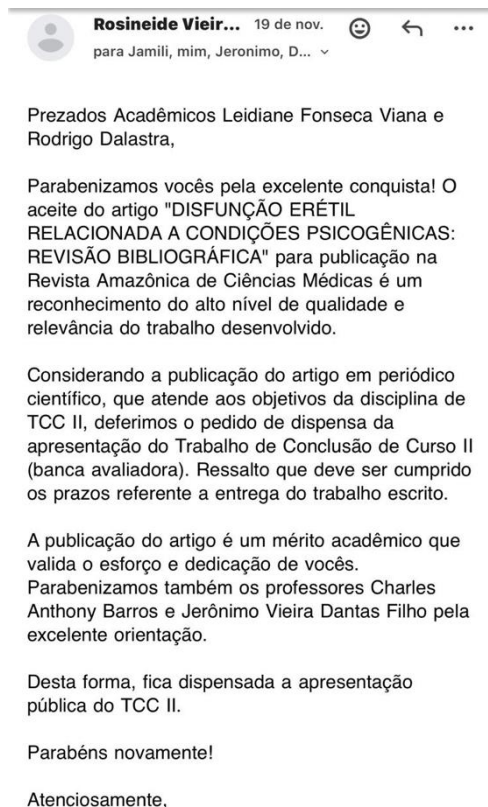 Rosineide Vieir... 19 de nov.
para Jamili, mim, Jeronimo, D...
Prezados Acadêmicos Leidiane Fonseca Viana e
Rodrigo Dalastra,
Parabenizamos vocês pela excelente conquista! O
aceite do artigo "DISFUNÇÃO ERÉTIL
RELACIONADA A CONDIÇÕES PSICOGÊNICAS:
REVISÃO BIBLIOGRÁFICA" para publicação na
Revista Amazônica de Ciências Médicas é um
reconhecimento do alto nível de qualidade e
relevância do trabalho desenvolvido.
Considerando a publicação do artigo em periódico
científico, que atende aos objetivos da disciplina de
TCC II, deferimos o pedido de dispensa da
apresentação do Trabalho de Conclusão de Curso II
(banca avaliadora). Ressalto que deve ser cumprido
os prazos referente a entrega do trabalho escrito.
A publicação do artigo é um mérito acadêmico que
valida o esforço e dedicação de vocês.
Parabenizamos também os professores Charles
Anthony Barros e Jerônimo Vieira Dantas Filho pela
excelente orientação.
Desta forma, fica dispensada a apresentação
pública do TCC II.
Parabéns novamente!
Atenciosamente,